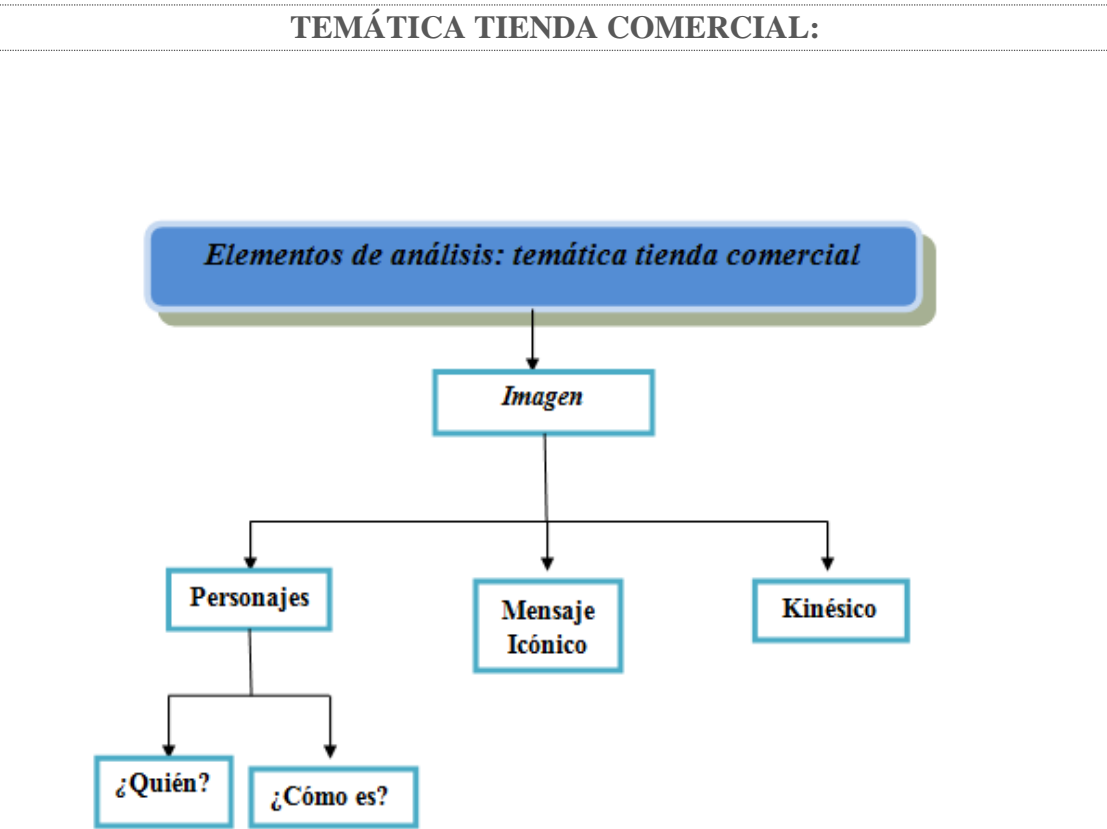 TEMÁTICA TIENDA COMERCIAL:
Elementos de análisis: temática tienda comercial
Imagen
Personajes
Mensaje
Icónico
Kinésico
¿Quién?
¿Cómo es?